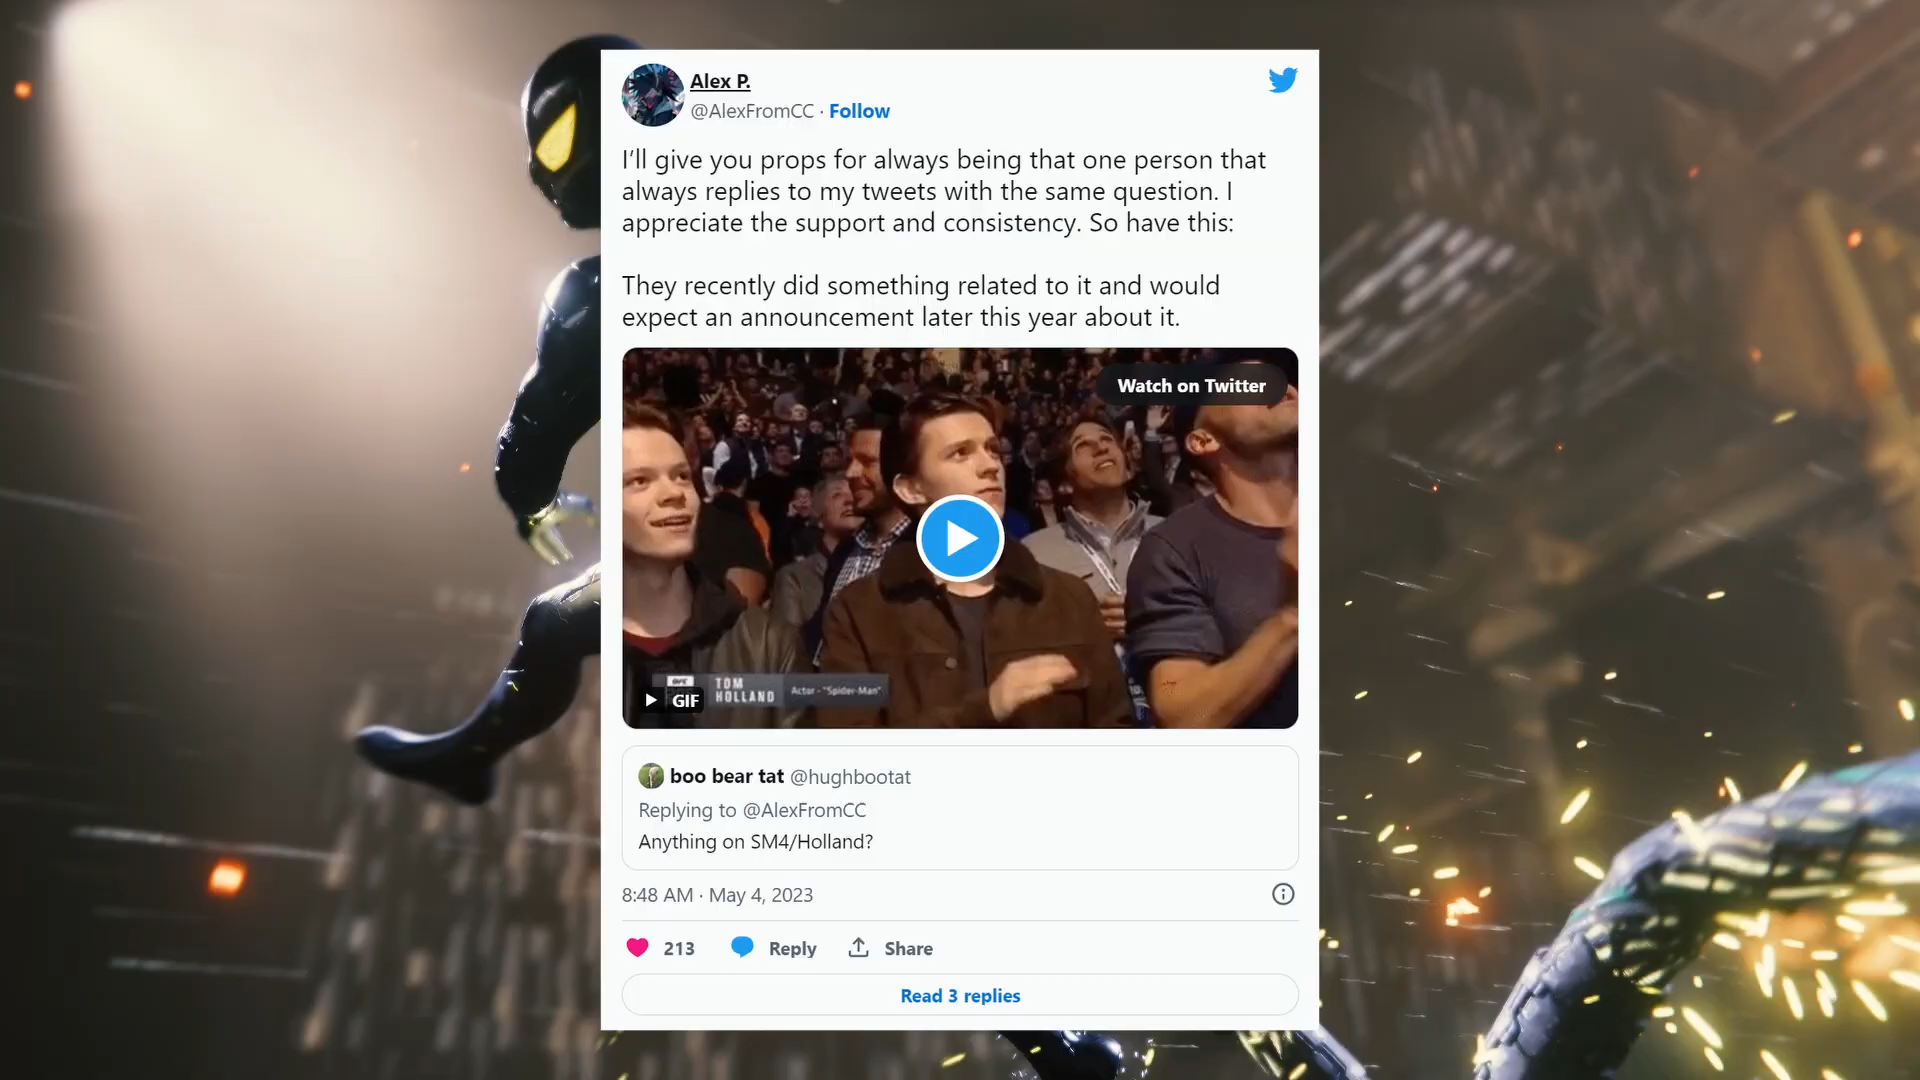 Alex P.
@AlexFromCC · Follow
I'll give you props for always being that one person that
always replies to my tweets with the same question. I
appreciate the support and consistency. So have this:
They recently did something related to it and would
expect an announcement later this year about it.
Watch on Twitter
UFC
TOM
HOLLAND
Actor - "Spider-Man"
GIF
boo bear tat @hughbootat
Replying to @AlexFromCC
Anything on SM4/Holland?
8:48 AM · May 4, 2023
213 Reply Share
Read 3 replies